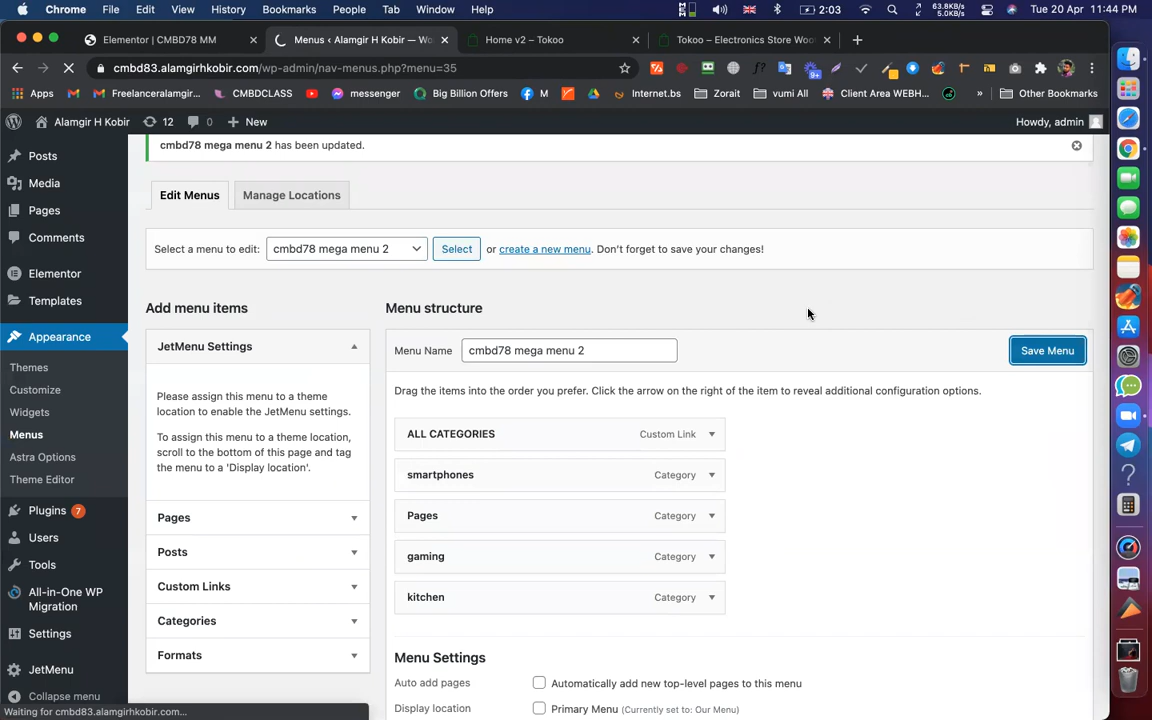 Chrome File Edit View History Bookmarks People Tab Window Help 2:03 63.8KB/s 5.0KB/s Tue 20 Apr 11:44 PM
Elementor | CMBD78 MM Menus ‹ Alamgir H Kobir — Wo Home v2 – Tokoo Tokoo – Electronics Store Woo
cmbd83.alamgirhkobir.com/wp-admin/nav-menus.php?menu=35
f? 9+
Apps Freelanceralamgir... CMBDCLASS messenger Big Billion Offers M Internet.bs Zorait vumi All Client Area WEBH... » Other Bookmarks
Alamgir H Kobir 12 0 New Howdy, admin
cmbd78 mega menu 2 has been updated.
Posts
Media
Pages
Comments
Elementor
Templates
Appearance
Themes
Customize
Widgets
Menus
Astra Options
Theme Editor
Plugins 7
Users
Tools
All-in-One WP
Migration
Settings
JetMenu
Collapse menu
Edit Menus Manage Locations
Select a menu to edit: cmbd78 mega menu 2 Select or create a new menu. Don't forget to save your changes!
Add menu items
JetMenu Settings
Please assign this menu to a theme
location to enable the JetMenu settings.
To assign this menu to a theme location,
scroll to the bottom of this page and tag
the menu to a 'Display location'.
Pages
Posts
Custom Links
Categories
Formats
Menu structure
Menu Name cmbd78 mega menu 2 Save Menu
Drag the items into the order you prefer. Click the arrow on the right of the item to reveal additional configuration options.
ALL CATEGORIES Custom Link
smartphones Category
Pages Category
gaming Category
kitchen Category
Menu Settings
Auto add pages Automatically add new top-level pages to this menu
Display location Primary Menu (Currently set to: Our Menu)
Waiting for cmbd83.alamgirhkobir.com...